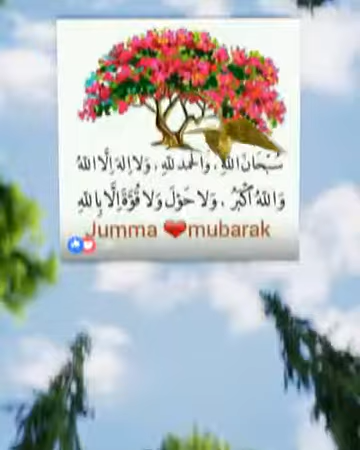 سُبْحَانَ اللهِ ، وَالْحَمْدُ لِلهِ ، وَلَا إِلَهَ إِلَّا اللهُ
وَاللهُ أَكْبَرُ ، وَلَا حَوْلَ وَلَا قُوَّةَ إِلَّا بِاللهِ
Jumma ❤mubarak